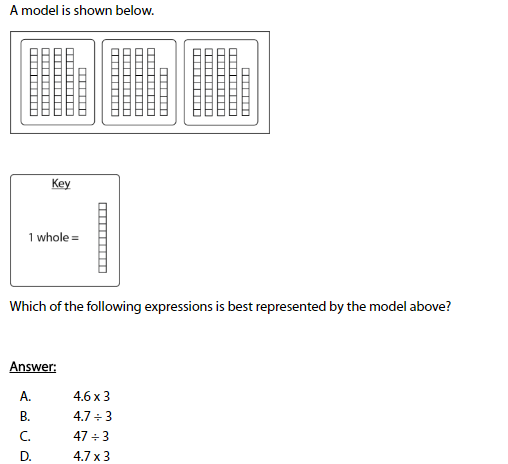 A model is shown below.
Key
1 whole =
Which of the following expressions is best represented by the model above?
Answer:
A. 4.6 x 3
B. 4.7 ÷ 3
C. 47 ÷ 3
D. 4.7 x 3